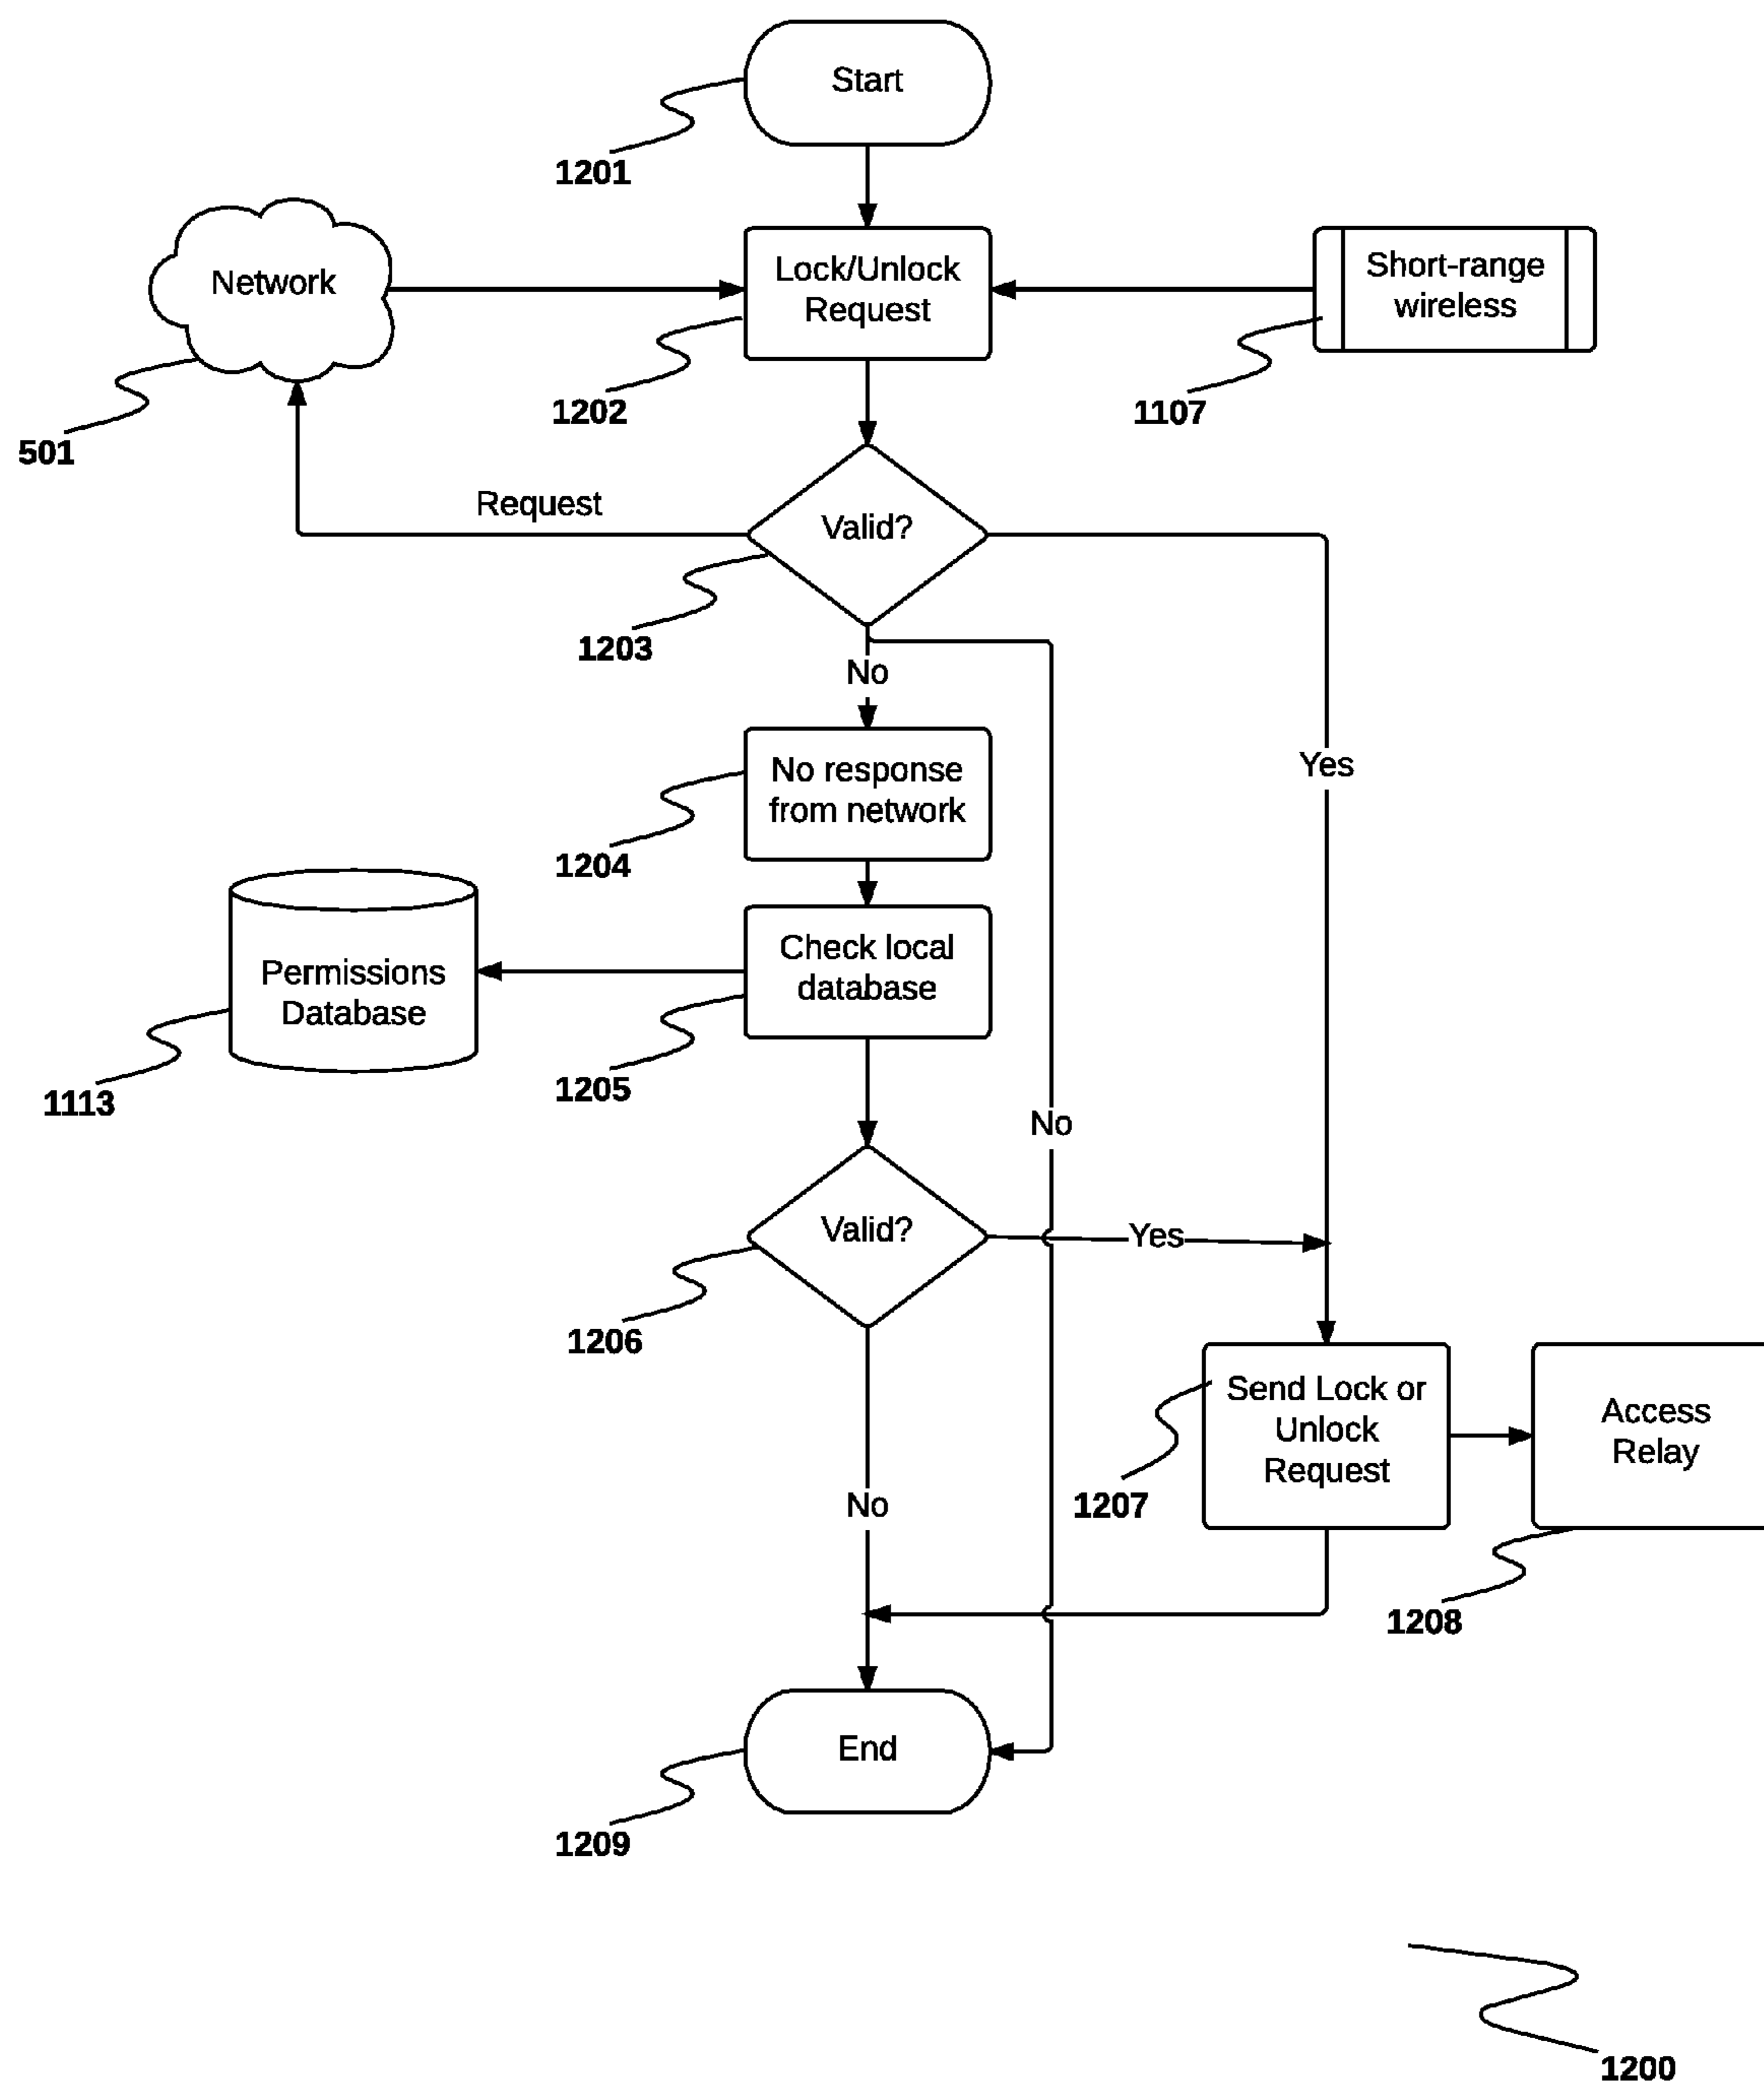 Start
1201
Network
Lock/Unlock
Request
Short-range
wireless
501
1202
1107
Request
Valid?
1203
No
No response
from network
Yes
1204
Check local
database
Permissions
Database
1113
1205
No
Valid?
Yes
1206
Send Lock or
Unlock
Request
Access
Relay
No
1207
1208
End
1209
1200